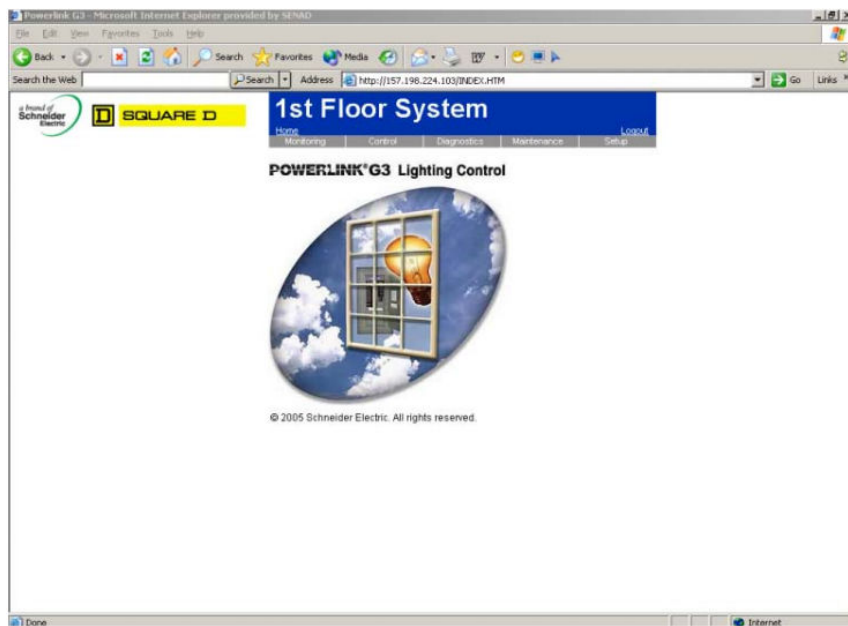 Powerlink G3 - Microsoft Internet Explorer provided by SENAD
File Edit View Favorites Tools Help
Back Search Favorites Media
Search the Web Search Address http://157.198.224.103/INDEX.HTM Go Links »
a brand of
Schneider
Electric
SQUARE D
1st Floor System
Home Logout
Monitoring Control Diagnostics Maintenance Setup
POWERLINK® G3 Lighting Control
© 2005 Schneider Electric. All rights reserved.
Done Internet